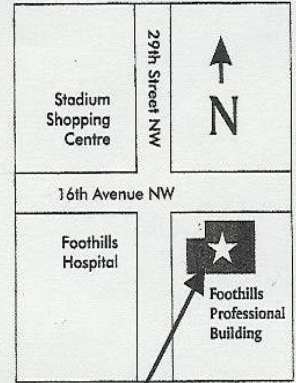 Stadium
Shopping
Centre
29th Street NW
N
16th Avenue NW
Foothills
Hospital
Foothills
Professional
Building